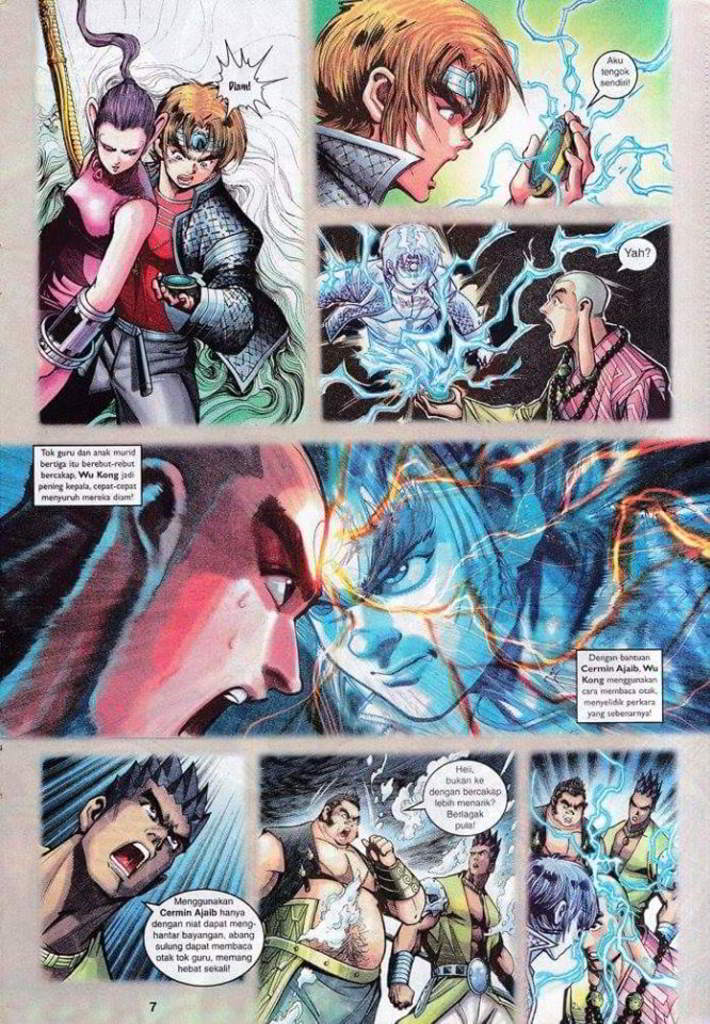 Diam!
Aku
tengok
sendiri!
Yah?
Tok guru dan anak murid
bertiga itu berebut-rebut
bercakap, Wu Kong jadi
pening kepala, cepat-cepat
menyuruh mereka diam!
Dengan bantuan
Cermin Ajaib, Wu
Kong menggunakan
cara membaca otak,
menyelidik perkara
yang sebenarnya!
Menggunakan
Cermin Ajaib hanya
dengan niat dapat meng-
hantar bayangan, abang
sulung dapat membaca
otak tok guru, memang
hebat sekali!
Heii,
bukan ke
dengan bercakap
lebih menarik?
Berlagak
pula!
7